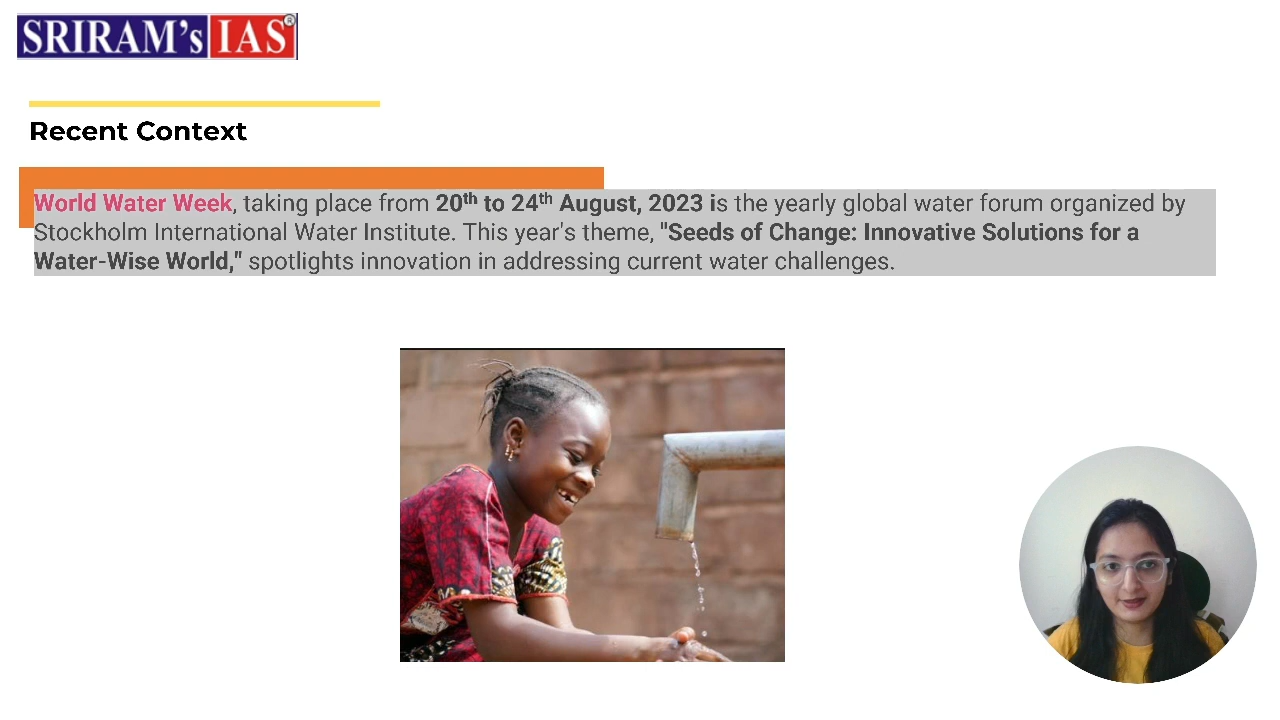 SRIRAM's IAS ®
Recent Context
World Water Week, taking place from 20th to 24th August, 2023 is the yearly global water forum organized by
Stockholm International Water Institute. This year's theme, "Seeds of Change: Innovative Solutions for a
Water-Wise World," spotlights innovation in addressing current water challenges.